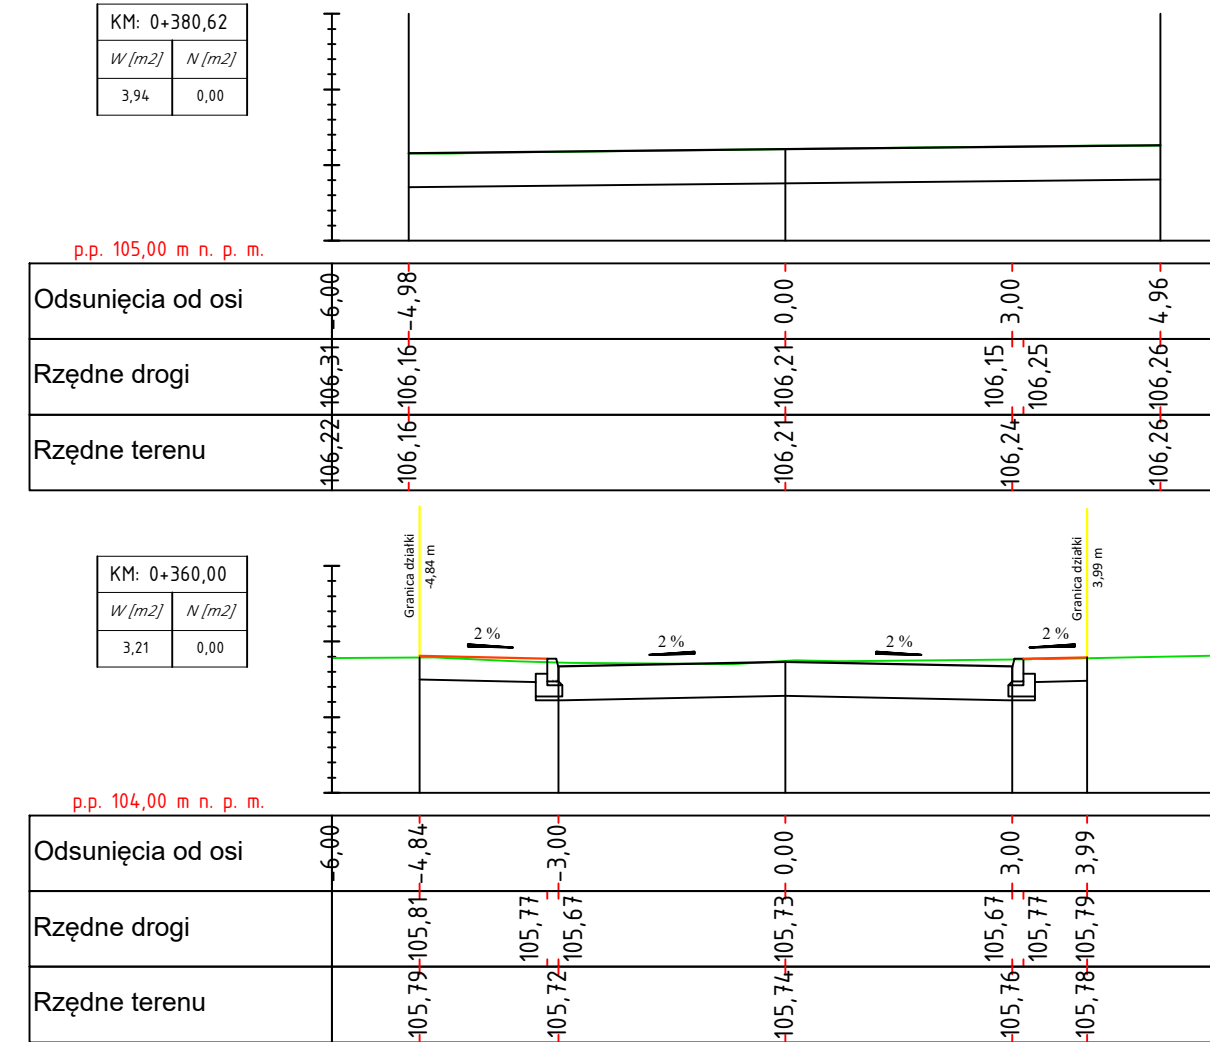 KM: 0+380,62
W [m2] N [m2]
3,94 0,00
p.p. 105,00 m n. p. m.
Odsunięcia od osi -6,00 -4,98 0,00 3,00 4,96
Rzędne drogi 106,31 106,16 106,21 106,15 106,25 106,26
Rzędne terenu 106,22 106,16 106,21 106,24 106,26
KM: 0+360,00
W [m2] N [m2]
3,21 0,00
Granica działki
-4,84 m
Granica działki
3,99 m
2 % 2 % 2 % 2 %
p.p. 104,00 m n. p. m.
Odsunięcia od osi -6,00 -4,84 -3,00 0,00 3,00 3,99
Rzędne drogi 105,81 105,77 105,67 105,73 105,67 105,77 105,79
Rzędne terenu 105,79 105,72 105,74 105,76 105,78